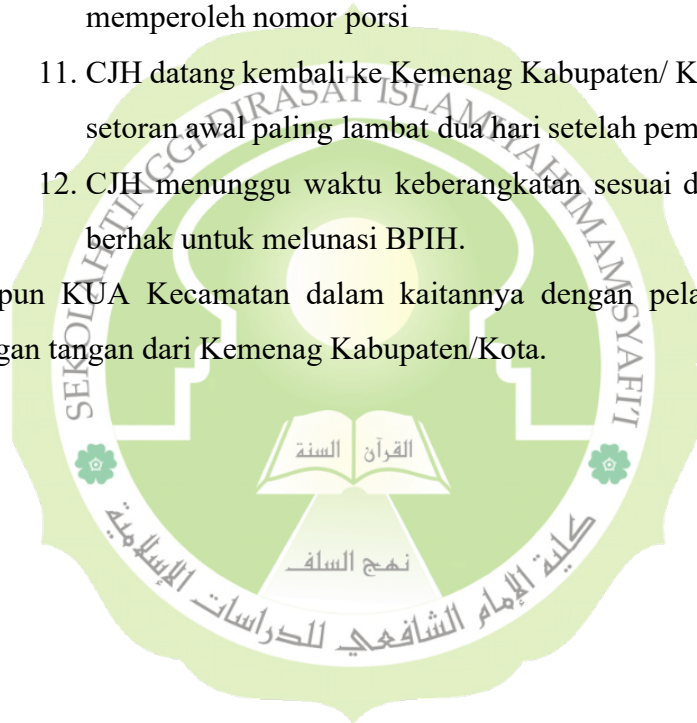 memperoleh nomor porsi
11. CJH datang kembali ke Kemenag Kabupaten/ K
setoran awal paling lambat dua hari setelah pem
12. CJH menunggu waktu keberangkatan sesuai d
berhak untuk melunasi BPIH.
pun KUA Kecamatan dalam kaitannya dengan pela
gan tangan dari Kemenag Kabupaten/Kota.
SEKOLAH TINGGI DIRASAT ISLAMIYAH IMAM SYAFI'I
القرآن السنة
نهج السلف
كلية الإمام الشافعي للدراسات الإسلامية